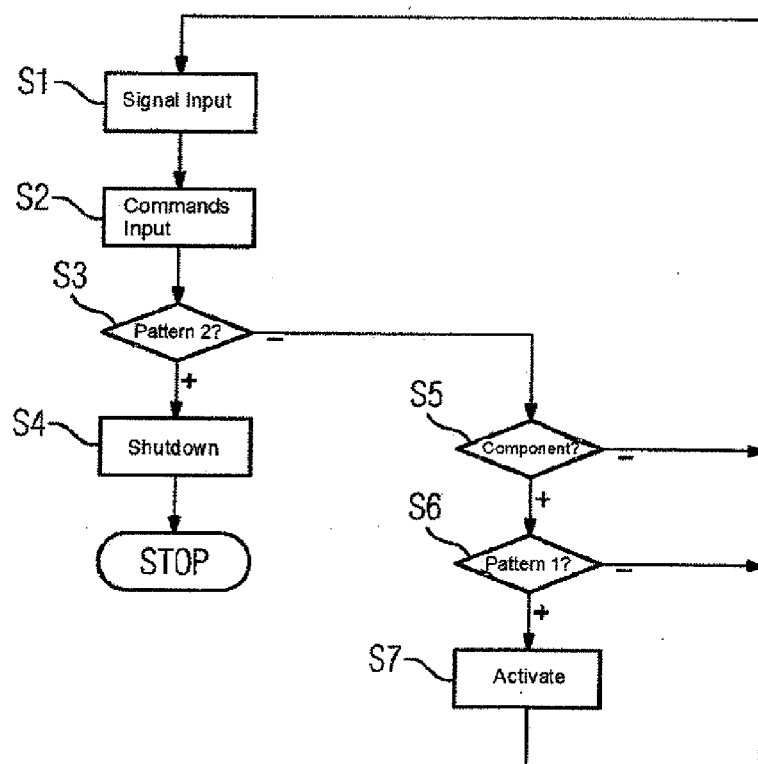 S1
Signal Input
S2
Commands
Input
S3
Pattern 2?
-
+
S4
Shutdown
STOP
S5
Component?
-
+
S6
Pattern 1?
-
+
S7
Activate